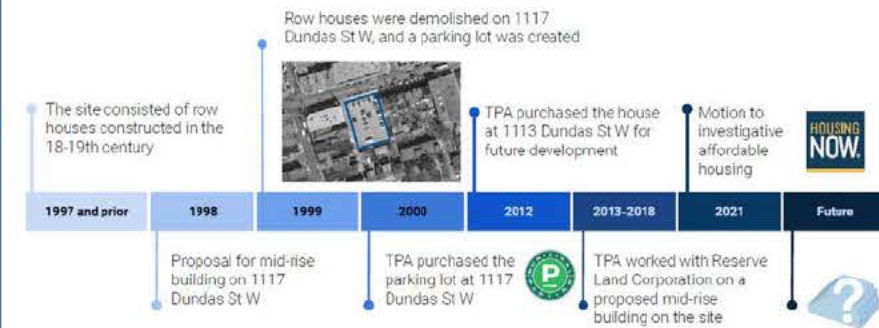 Row houses were demolished on 1117
Dundas St W, and a parking lot was created
The site consisted of row
houses constructed in the
18-19th century
TPA purchased the house
at 1113 Dundas St W for
future development
Motion to
investigative
affordable
housing
HOUSING
NOW.
1997 and prior
1998
1999
2000
2012
2013-2018
2021
Future
Proposal for mid-rise
building on 1117
Dundas St W
TPA purchased the
parking lot at 1117
Dundas St W
P
TPA worked with Reserve
Land Corporation on a
proposed mid-rise
building on the site
?